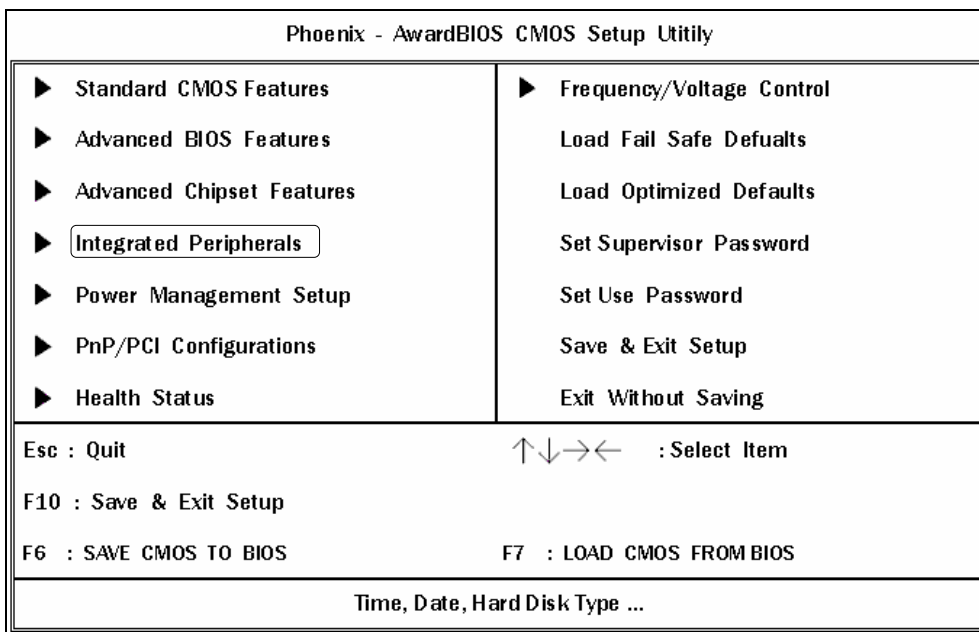 Phoenix - AwardBIOS CMOS Setup Utitily
Standard CMOS Features
Advanced BIOS Features
Advanced Chipset Features
Integrated Peripherals
Power Management Setup
PnP/PCI Configurations
Health Status
Frequency/Voltage Control
Load Fail Safe Defualts
Load Optimized Defaults
Set Supervisor Password
Set Use Password
Save & Exit Setup
Exit Without Saving
Esc : Quit
↑↓→← : Select Item
F10 : Save & Exit Setup
F6 : SAVE CMOS TO BIOS
F7 : LOAD CMOS FROM BIOS
Time, Date, Hard Disk Type ...